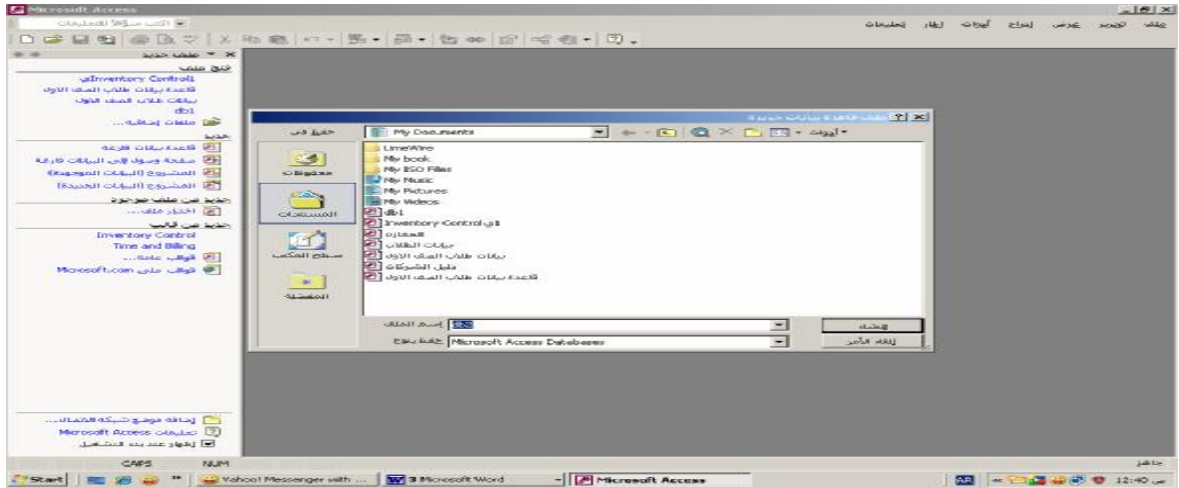 Microsoft Access
ملف تحرير عرض إدراج أدوات إطار تعليمات
اكتب سؤالاً للتعليمات
ملف جديد
فتح ملف
Inventory Control1لي
قاعدة بيانات طلاب الصف الاول
بيانات طلاب الصف الاول
db1
ملفات إضافية...
جديد
قاعدة بيانات فارغة
صفحة وصول إلى البيانات فارغة
المشروع (البيانات الموجودة)
المشروع (البيانات الجديدة)
جديد من ملف موجود
اختيار ملف...
جديد من قالب
Inventory Control
Time and Billing
قوالب عامة...
قوالب على Microsoft.com
إضافة موقع شبكة الاتصال...
تعليمات Microsoft Access
إظهار عند بدء التشغيل
ملف قاعدة بيانات جديدة
حفظ في
My Documents
أدوات
محفوظات
المستندات
سطح المكتب
المفضلة
LimeWire
My book
My ISO Files
My Music
My Pictures
My Videos
db1
Inventory Control لي
بيانات الطلاب
بيانات طلاب الصف الاول
دليل الشركات
قاعدة بيانات طلاب الصف الاول
إسم الملف
إنشاء
حفظ بنوع
Microsoft Access Databases
إلغاء الأمر
CAPS NUM
جاهز
Start
Yahoo! Messenger with ...
3 Microsoft Word
Microsoft Access
AR
12:40 ص